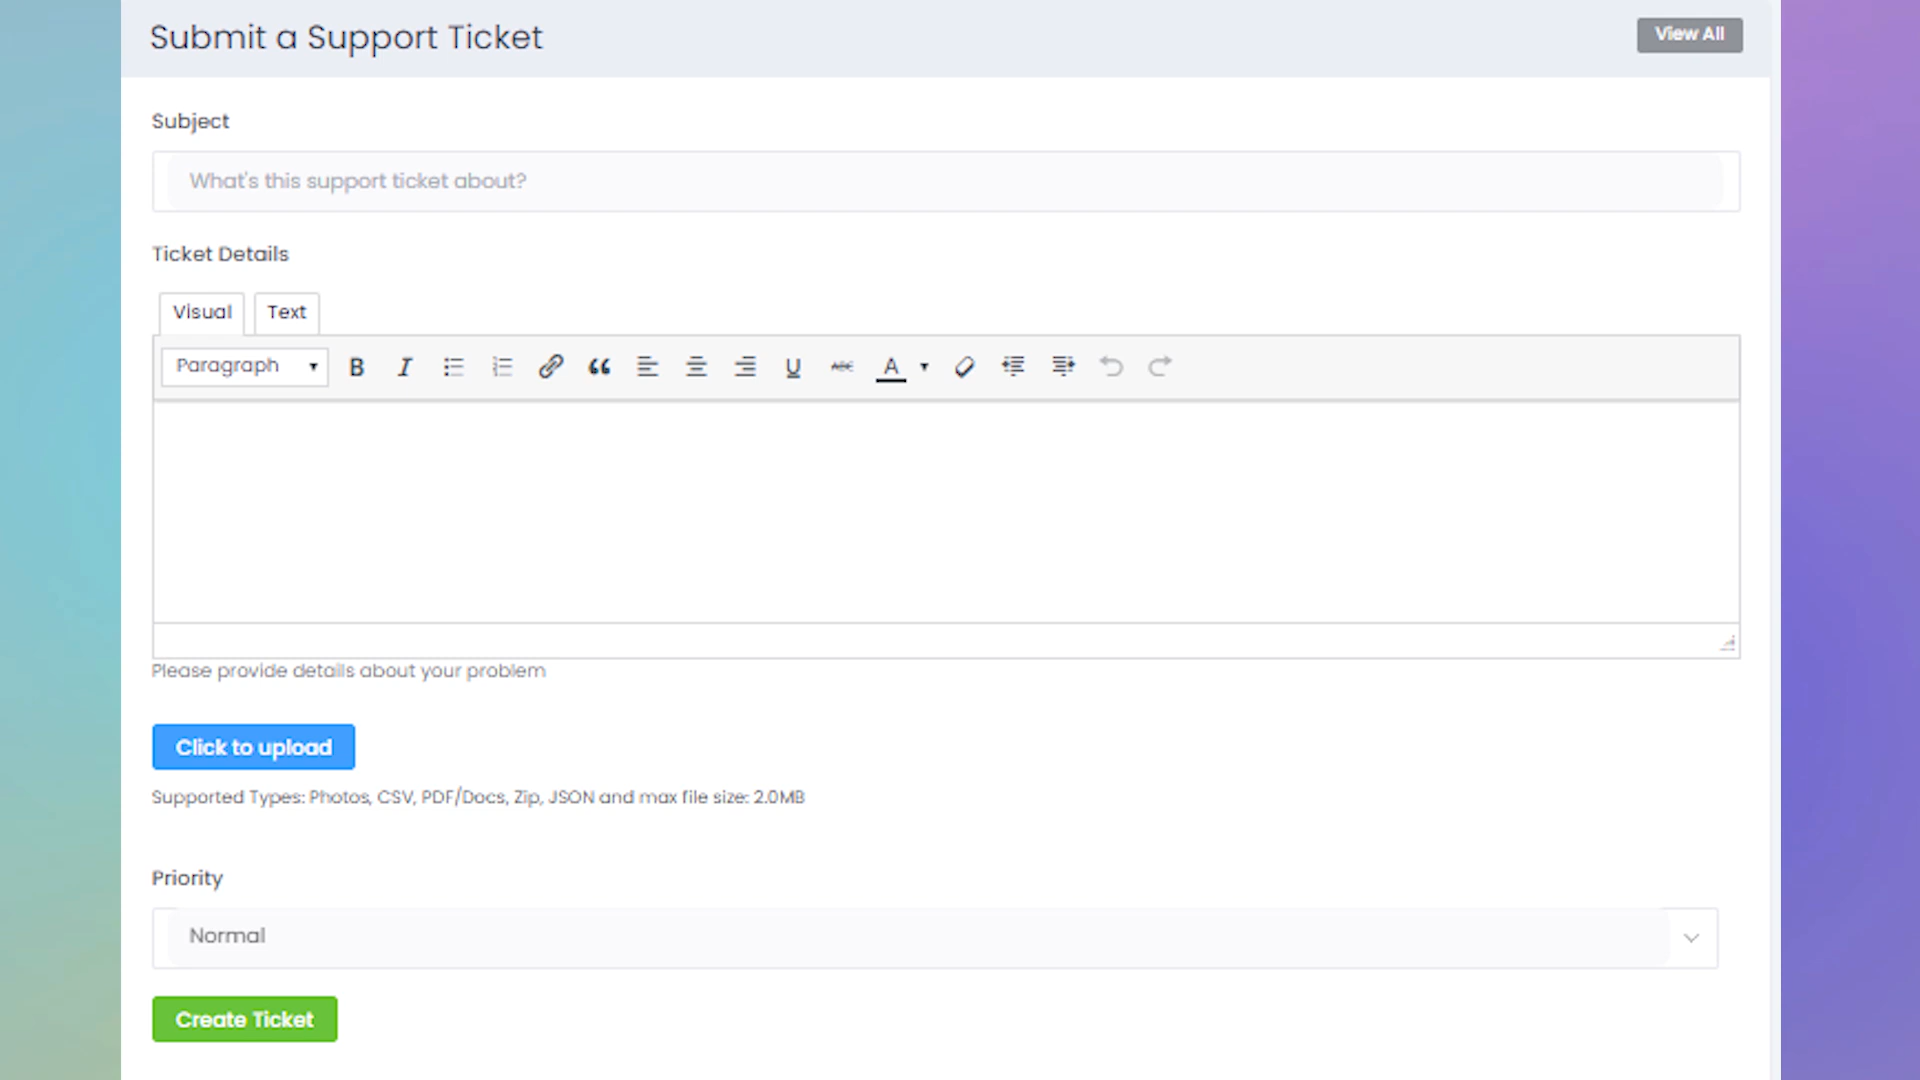 Submit a Support Ticket
View All
Subject
What's this support ticket about?
Ticket Details
Visual Text
Paragraph B I U ABC A
Please provide details about your problem
Click to upload
Supported Types: Photos, CSV, PDF/Docs, Zip, JSON and max file size: 2.0MB
Priority
Normal
Create Ticket